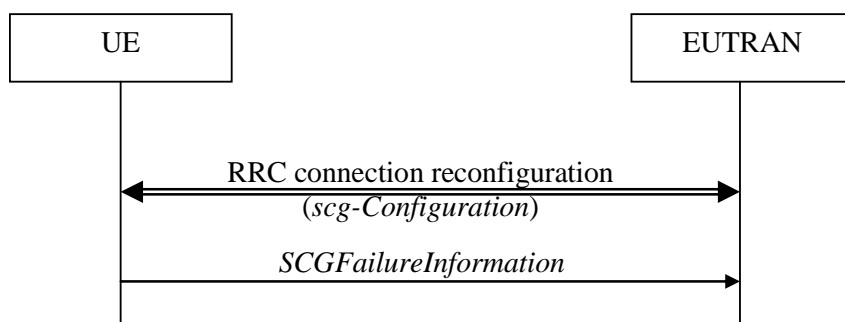 UE
EUTRAN
RRC connection reconfiguration
(scg-Configuration)
SCGFailureInformation